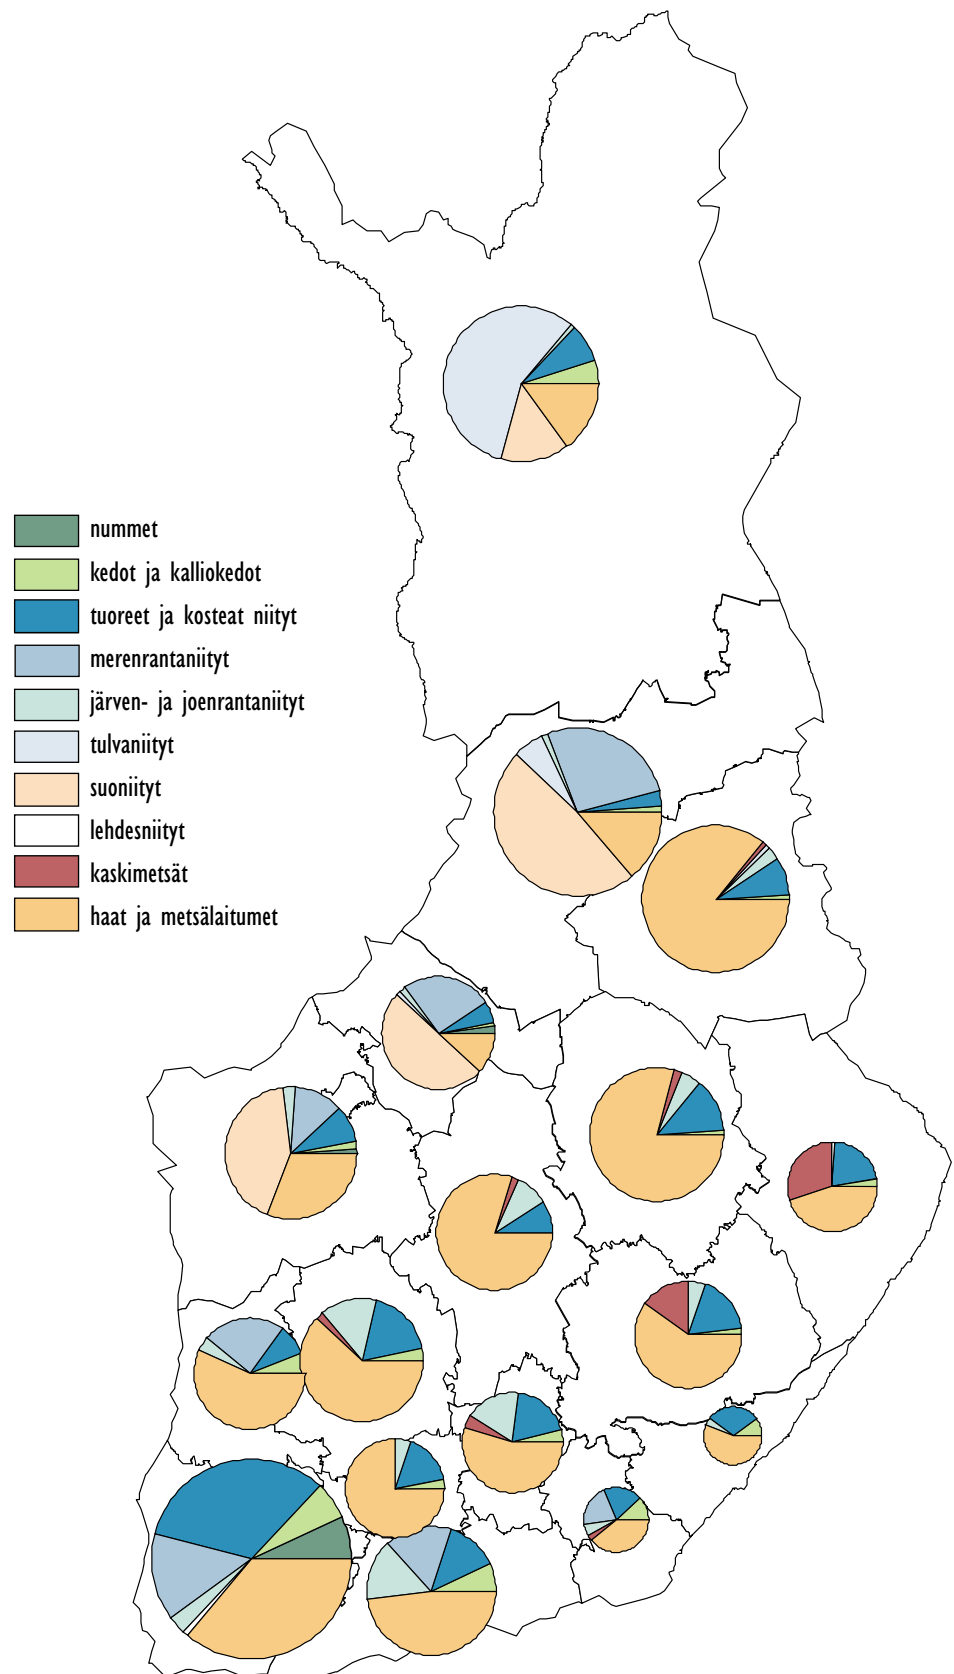 nummet
kedot ja kalliokedot
tuoreet ja kosteat niityt
merenrantaniityt
järven- ja joenrantaniityt
tulvaniityt
suoniityt
lehdesniityt
kaskimetsät
haat ja metsälaitumet